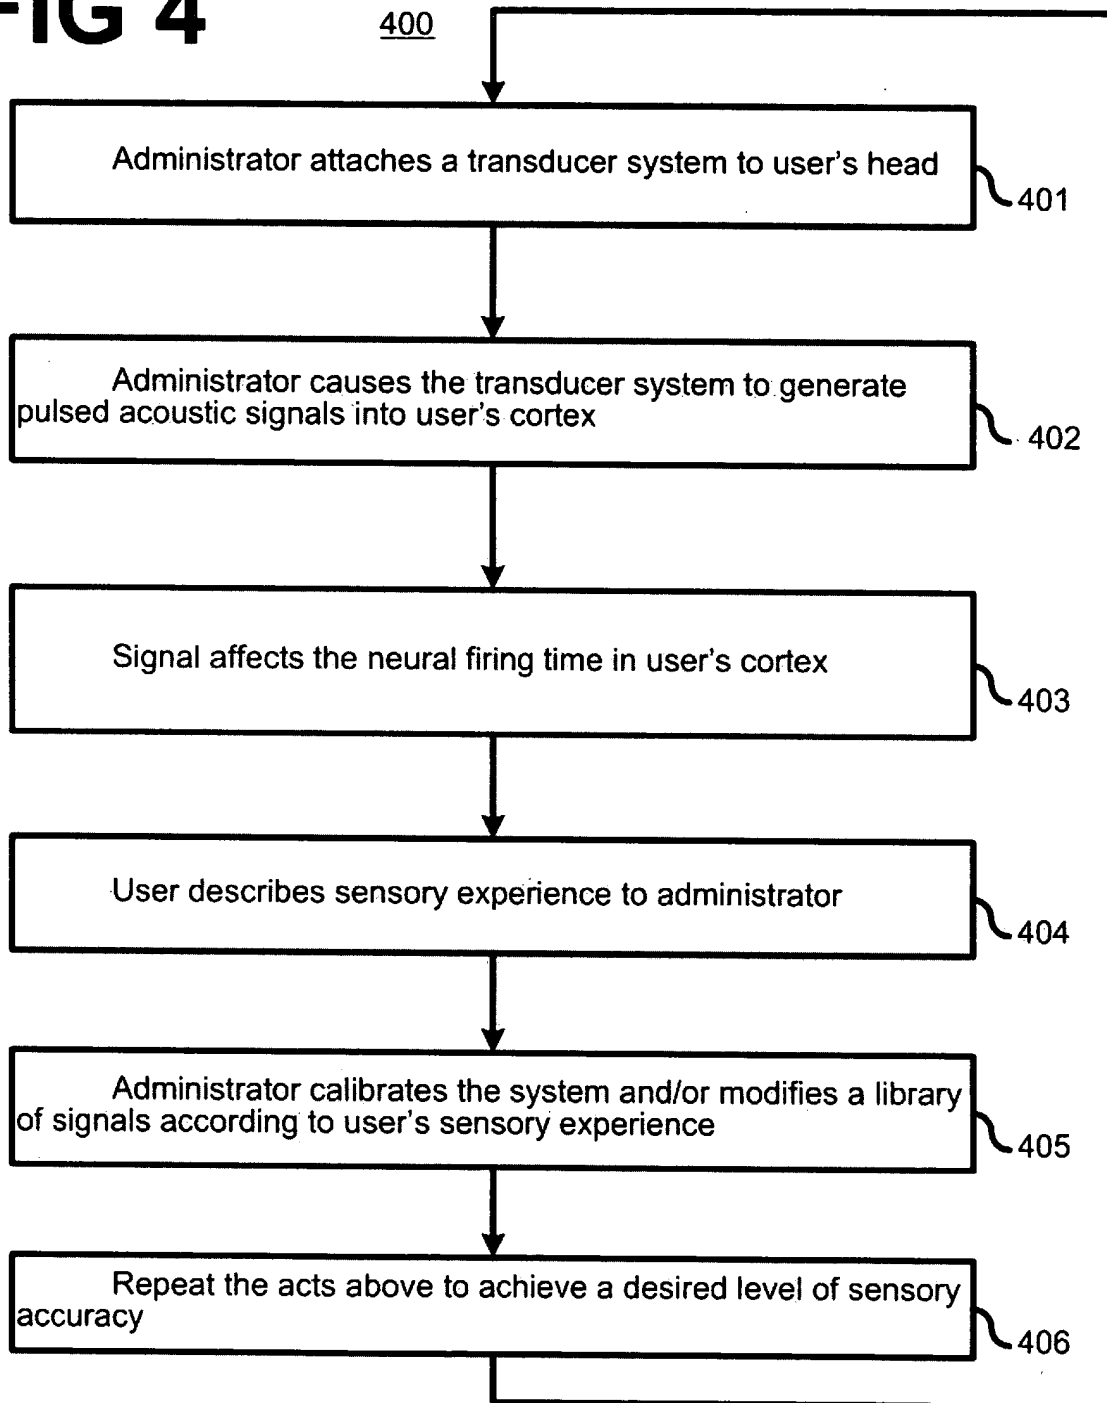 FIG 4
400
Administrator attaches a transducer system to user's head
401
Administrator causes the transducer system to generate
pulsed acoustic signals into user's cortex
402
Signal affects the neural firing time in user's cortex
403
User describes sensory experience to administrator
404
Administrator calibrates the system and/or modifies a library
of signals according to user's sensory experience
405
Repeat the acts above to achieve a desired level of sensory
accuracy
406